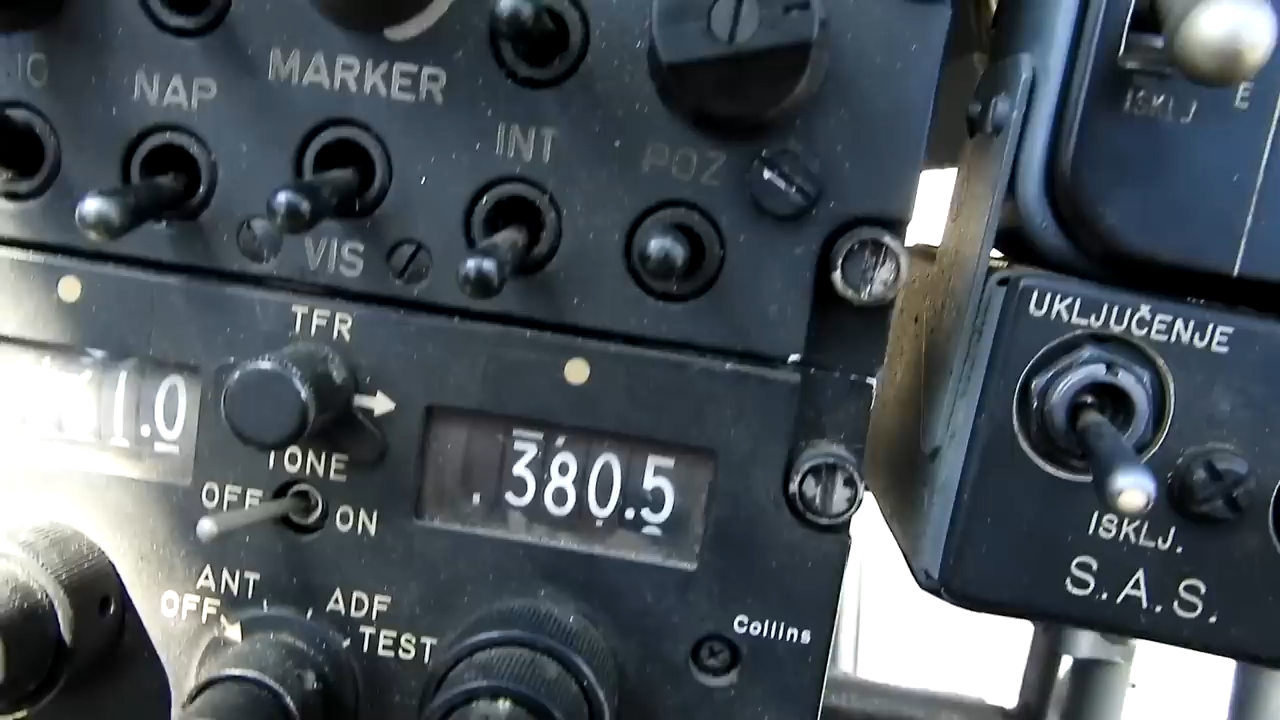 NAP
MARKER
INT
POZ
ISKLJ
E
VIS
UKLJUČENJE
TFR
1.0
.380.5
TONE
OFF
ON
ISKLJ.
S.A.S.
ANT
OFF
ADF
TEST
Collins